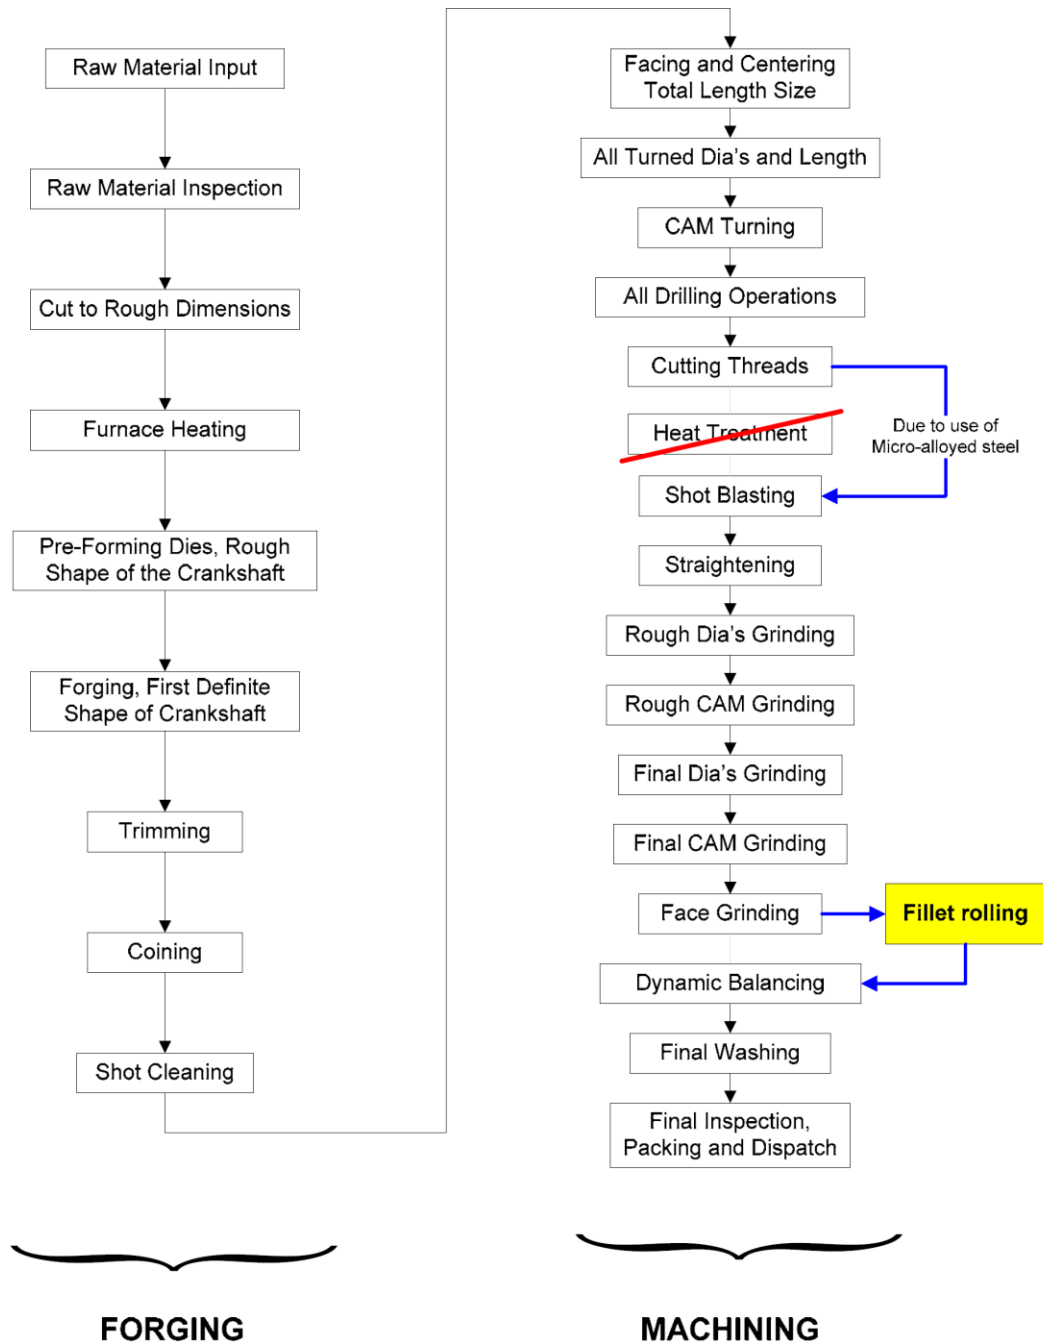 Raw Material Input
Raw Material Inspection
Cut to Rough Dimensions
Furnace Heating
Pre-Forming Dies, Rough
Shape of the Crankshaft
Forging, First Definite
Shape of Crankshaft
Trimming
Coining
Shot Cleaning
FORGING
Facing and Centering
Total Length Size
All Turned Dia's and Length
CAM Turning
All Drilling Operations
Cutting Threads
Heat Treatment
Due to use of
Micro-alloyed steel
Shot Blasting
Straightening
Rough Dia's Grinding
Rough CAM Grinding
Final Dia's Grinding
Final CAM Grinding
Face Grinding
Fillet rolling
Dynamic Balancing
Final Washing
Final Inspection,
Packing and Dispatch
MACHINING